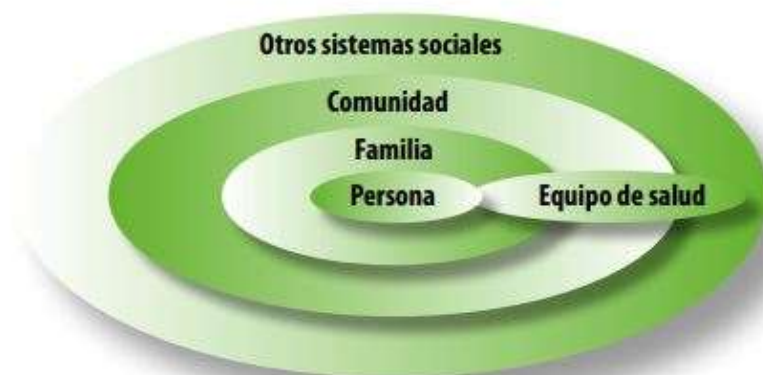 Otros sistemas sociales
Comunidad
Familia
Persona
Equipo de salud